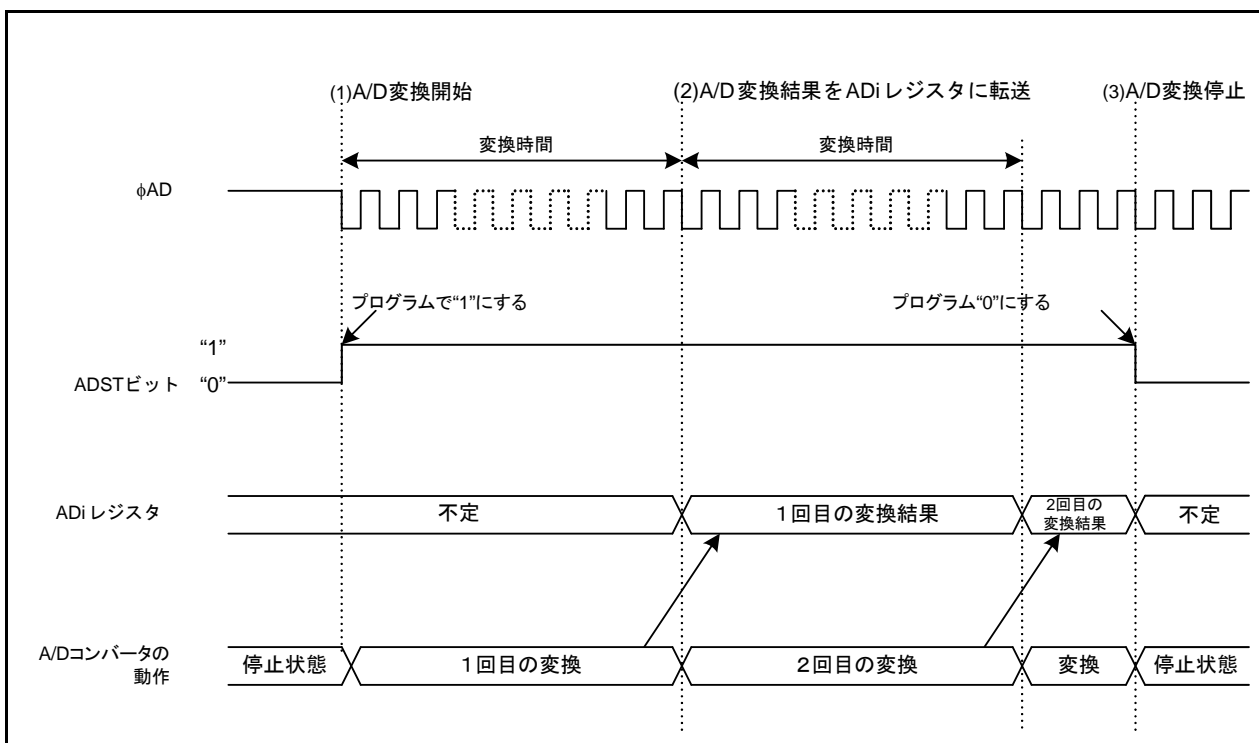 (1)A/D変換開始
(2)A/D変換結果をADiレジスタに転送
(3)A/D変換停止
変換時間
変換時間
φAD
プログラムで“1”にする
プログラム“0”にする
“1”
ADSTビット “0”
ADiレジスタ
不定
1回目の変換結果
2回目の
変換結果
不定
A/Dコンバータの
動作
停止状態
1回目の変換
2回目の変換
変換
停止状態